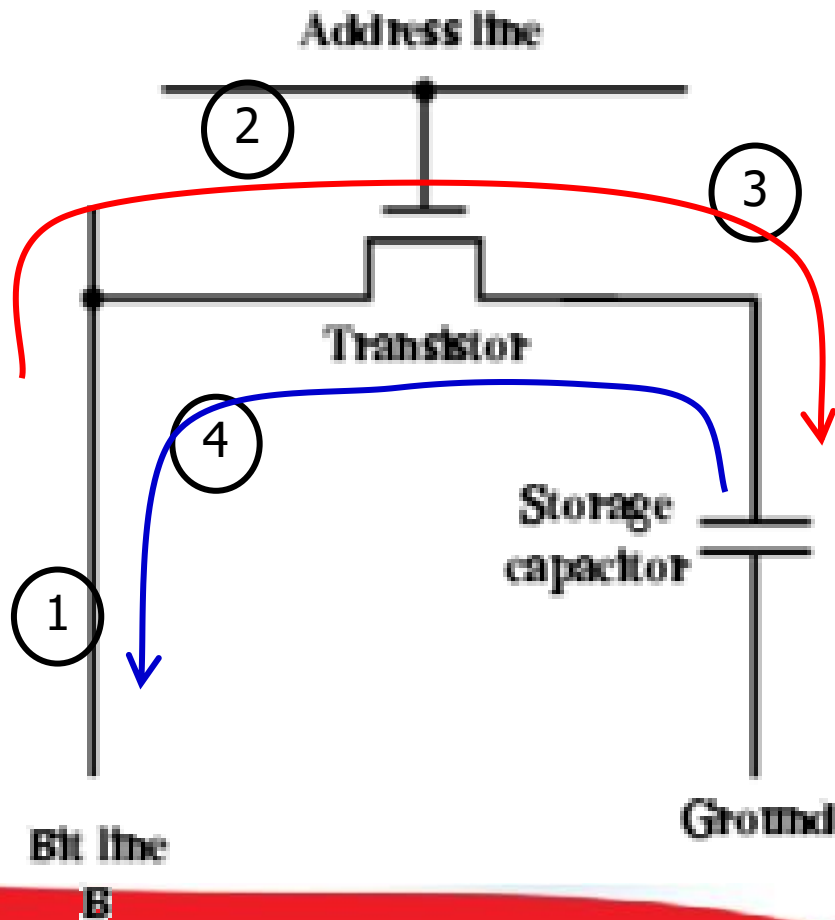 Address line
2
3
Transistor
4
Storage
capacitor
1
Ground
Bit line
B